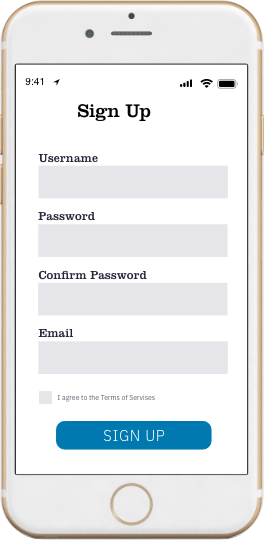 9:41
Sign Up
Username
Password
Confirm Password
Email
I agree to the Terms of Servises
SIGN UP